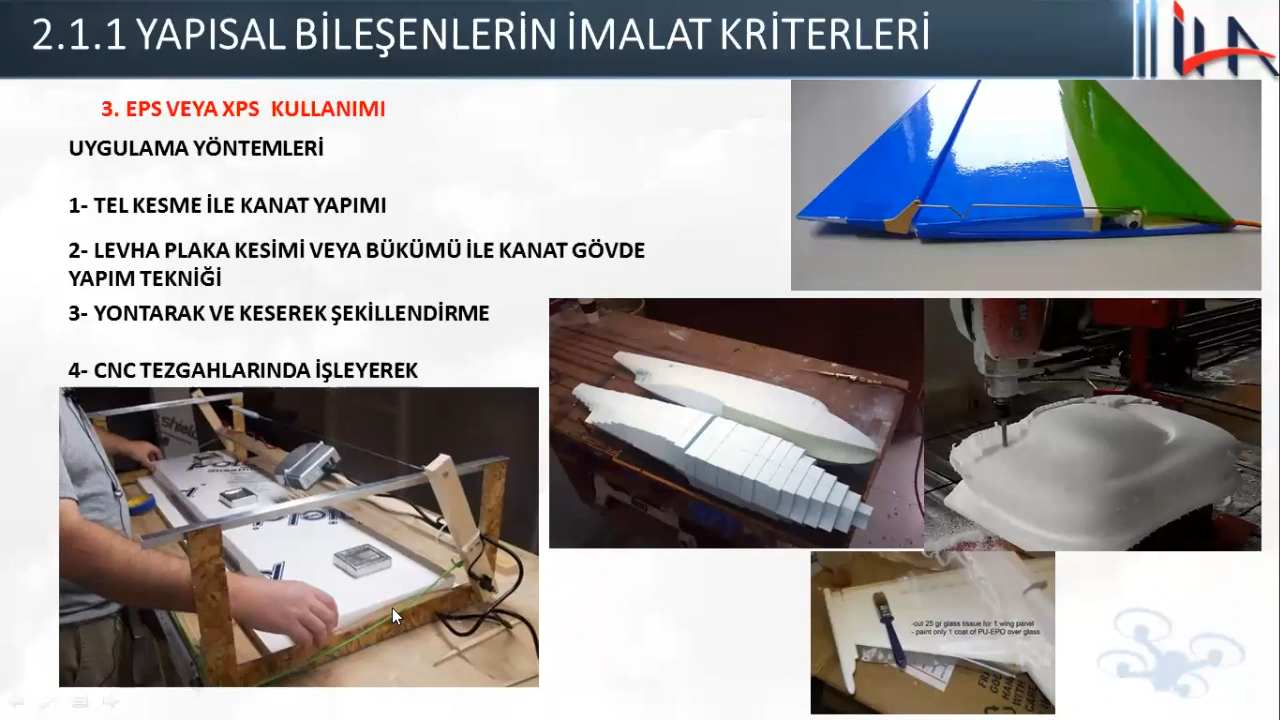 2.1.1 YAPISAL BİLEŞENLERİN İMALAT KRİTERLERİ
İHA
3. EPS VEYA XPS KULLANIMI
UYGULAMA YÖNTEMLERİ
1- TEL KESME İLE KANAT YAPIMI
2- LEVHA PLAKA KESİMİ VEYA BÜKÜMÜ İLE KANAT GÖVDE
YAPIM TEKNİĞİ
3- YONTARAK VE KESEREK ŞEKİLLENDİRME
4- CNC TEZGAHLARINDA İŞLEYEREK
-cut 25 gr glass tissue for 1 wing panel
- paint only 1 coat of PU-EPO over glass